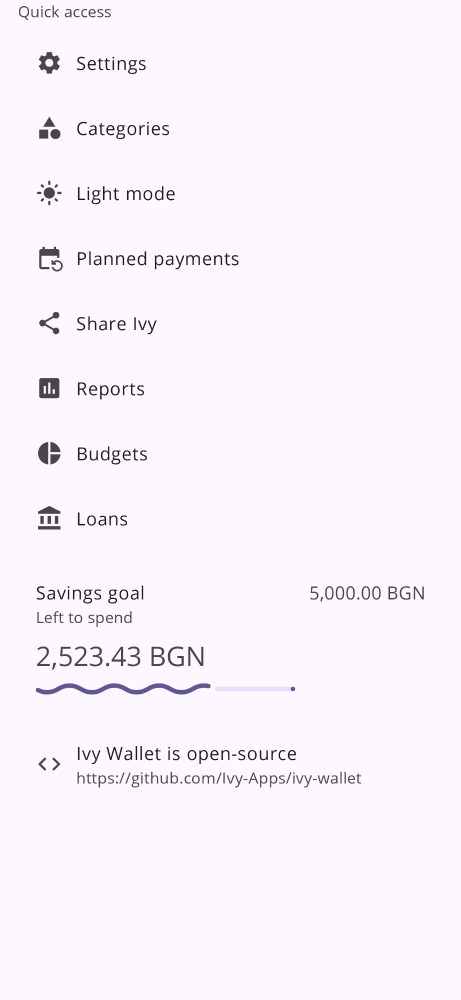 Quick access
Settings
Categories
Light mode
Planned payments
Share Ivy
Reports
Budgets
Loans
Savings goal 5,000.00 BGN
Left to spend
2,523.43 BGN
Ivy Wallet is open-source
https://github.com/Ivy-Apps/ivy-wallet